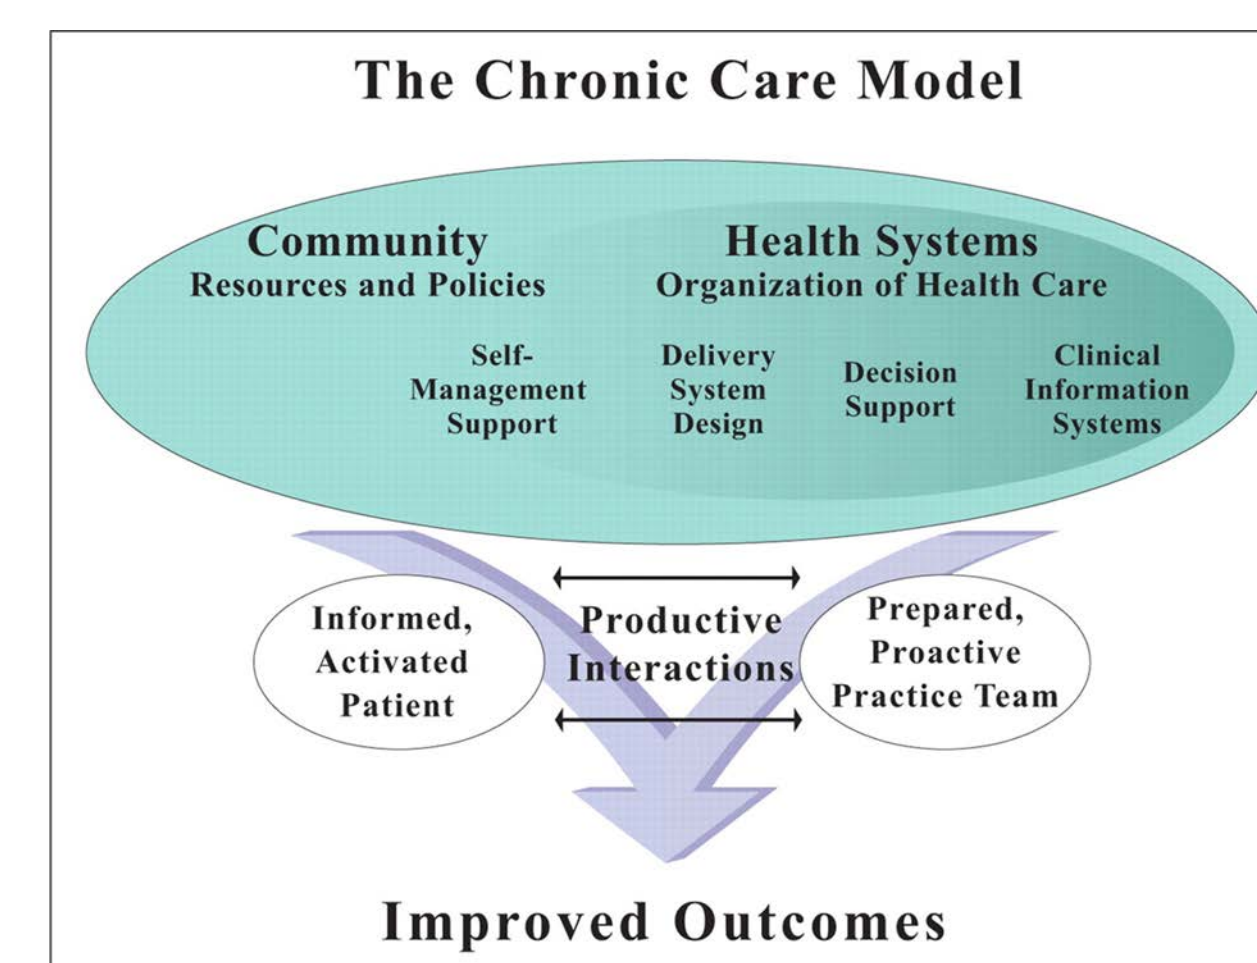 The Chronic Care Model
Community
Resources and Policies
Health Systems
Organization of Health Care
Self-
Management
Support
Delivery
System
Design
Decision
Support
Clinical
Information
Systems
Informed,
Activated
Patient
Productive
Interactions
Prepared,
Proactive
Practice Team
Improved Outcomes